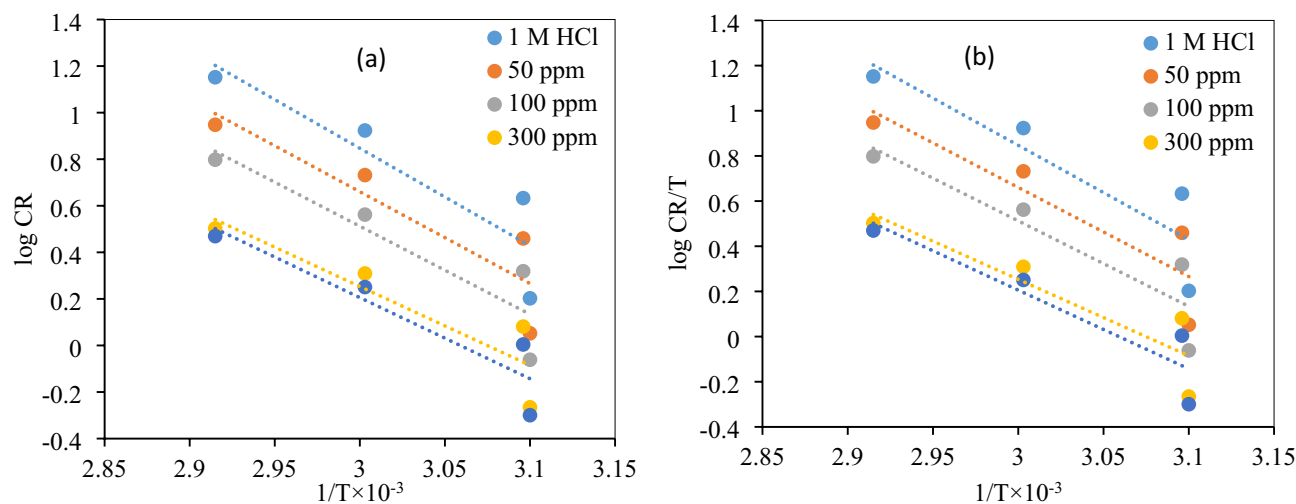 (a)
1 M HCl
50 ppm
100 ppm
300 ppm
log CR
1.4
1.2
1
0.8
0.6
0.4
0.2
0
-0.2
-0.4
2.85 2.9 2.95 3 3.05 3.1 3.15
1/T×10⁻³
(b)
1 M HCl
50 ppm
100 ppm
300 ppm
log CR/T
1.4
1.2
1
0.8
0.6
0.4
0.2
0
-0.2
-0.4
2.85 2.9 2.95 3 3.05 3.1 3.15
1/T×10⁻³